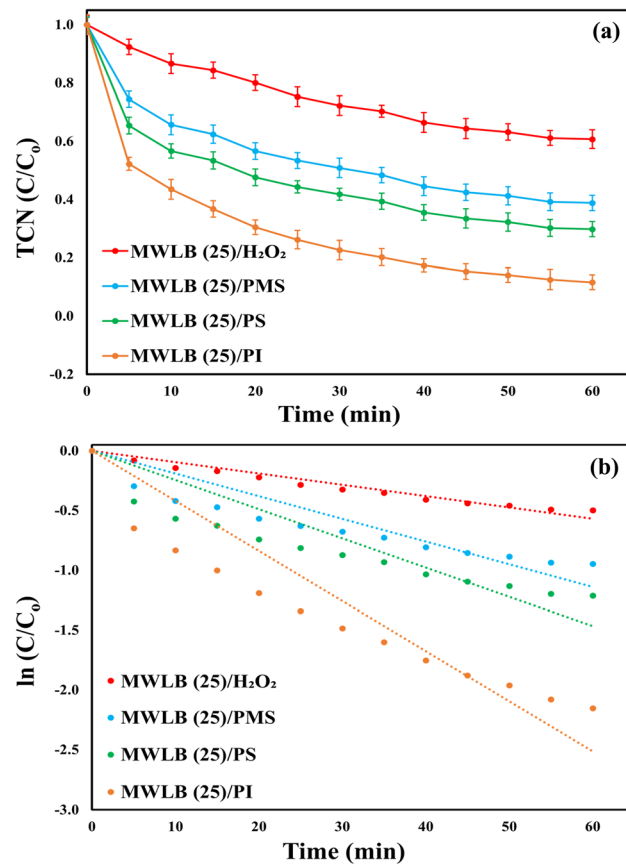 (a)
1.0
0.8
0.6
0.4
0.2
0.0
-0.2
TCN (C/Cₒ)
MWLB (25)/H₂O₂
MWLB (25)/PMS
MWLB (25)/PS
MWLB (25)/PI
0 10 20 30 40 50 60
Time (min)
(b)
0.0
-0.5
-1.0
-1.5
-2.0
-2.5
-3.0
ln (C/Cₒ)
MWLB (25)/H₂O₂
MWLB (25)/PMS
MWLB (25)/PS
MWLB (25)/PI
0 10 20 30 40 50 60
Time (min)